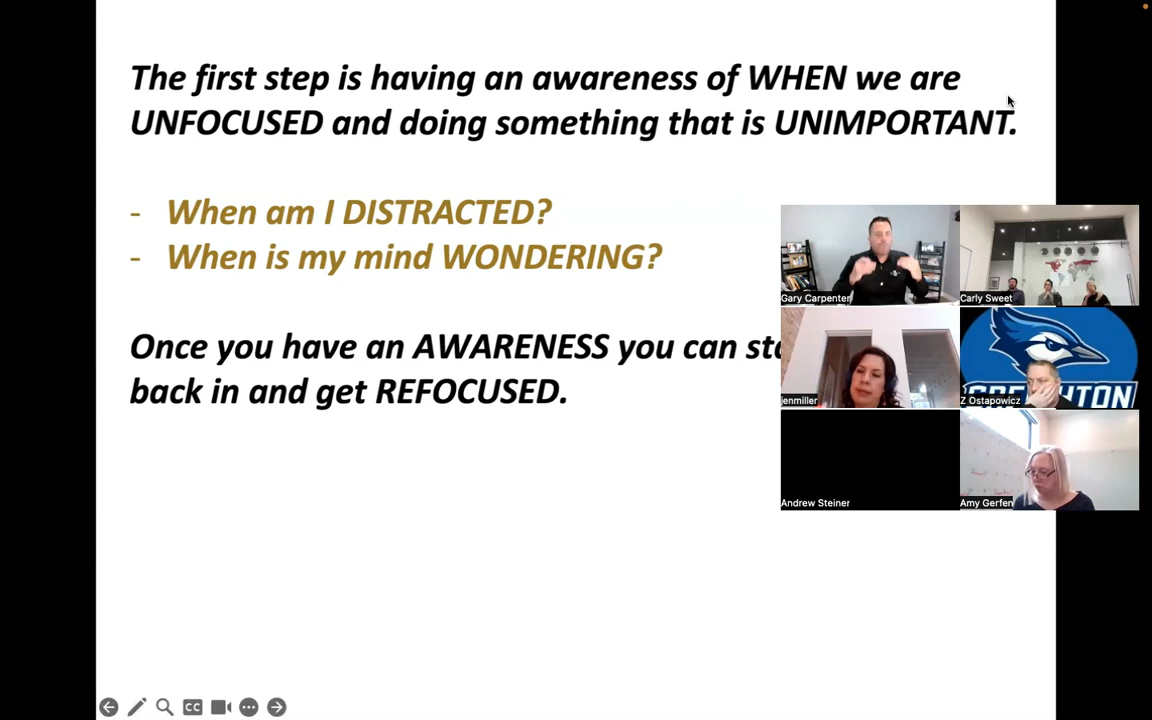 The first step is having an awareness of WHEN we are
UNFOCUSED and doing something that is UNIMPORTANT.
- When am I DISTRACTED?
- When is my mind WONDERING?
Once you have an AWARENESS you can
back in and get REFOCUSED.
Gary Carpenter
Carly Sweet
jenmiller
Z Ostapowicz
Andrew Steiner
Amy Gerfen
CC